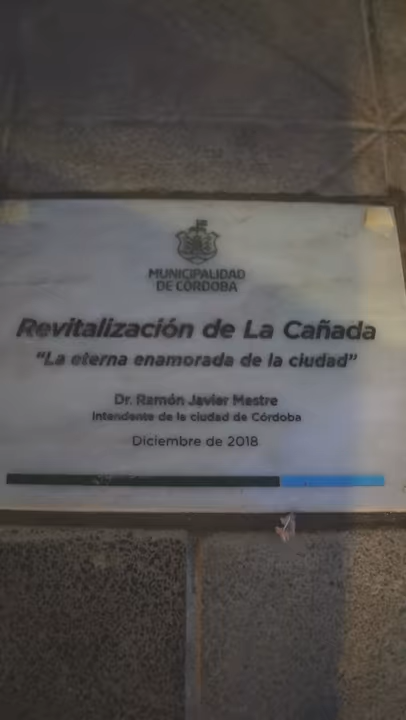 MUNICIPALIDAD
DE CÓRDOBA
Revitalización de La Cañada
"La eterna enamorada de la ciudad"
Dr. Ramón Javier Mestre
Intendente de la ciudad de Córdoba
Diciembre de 2018